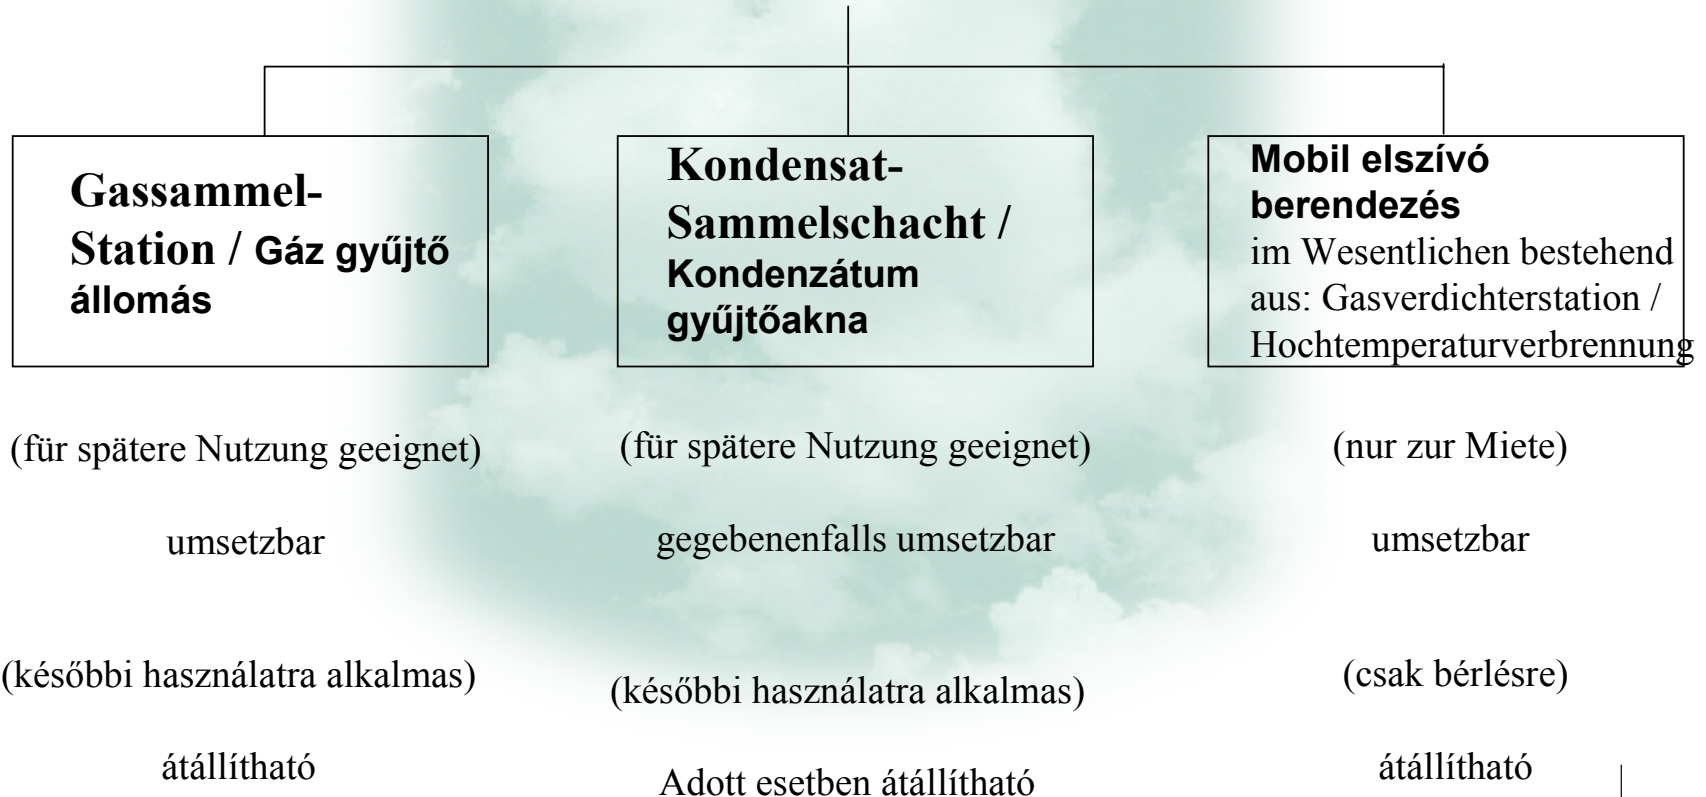 Gassammel-
Station / Gáz gyűjtő
állomás
Kondensat-
Sammelschacht /
Kondenzátum
gyűjtőakna
Mobil elszívó
berendezés
im Wesentlichen bestehend
aus: Gasverdichterstation /
Hochtemperaturverbrennung
(für spätere Nutzung geeignet)
(für spätere Nutzung geeignet)
(nur zur Miete)
umsetzbar
gegebenenfalls umsetzbar
umsetzbar
(későbbi használatra alkalmas)
(későbbi használatra alkalmas)
(csak bérlésre)
átállítható
Adott esetben átállítható
átállítható